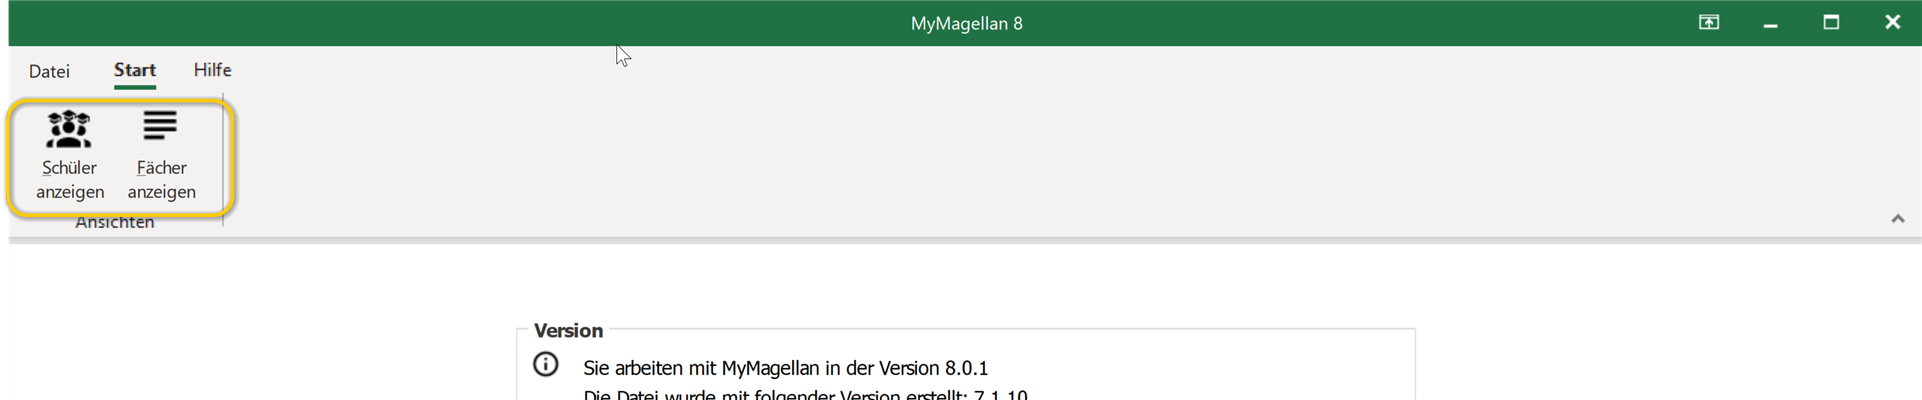 MyMagellan 8
Datei Start Hilfe
Schüler Fächer
anzeigen anzeigen
Ansichten
Version
Sie arbeiten mit MyMagellan in der Version 8.0.1
Die Datei wurde mit folgender Version erstellt: 7.1.10